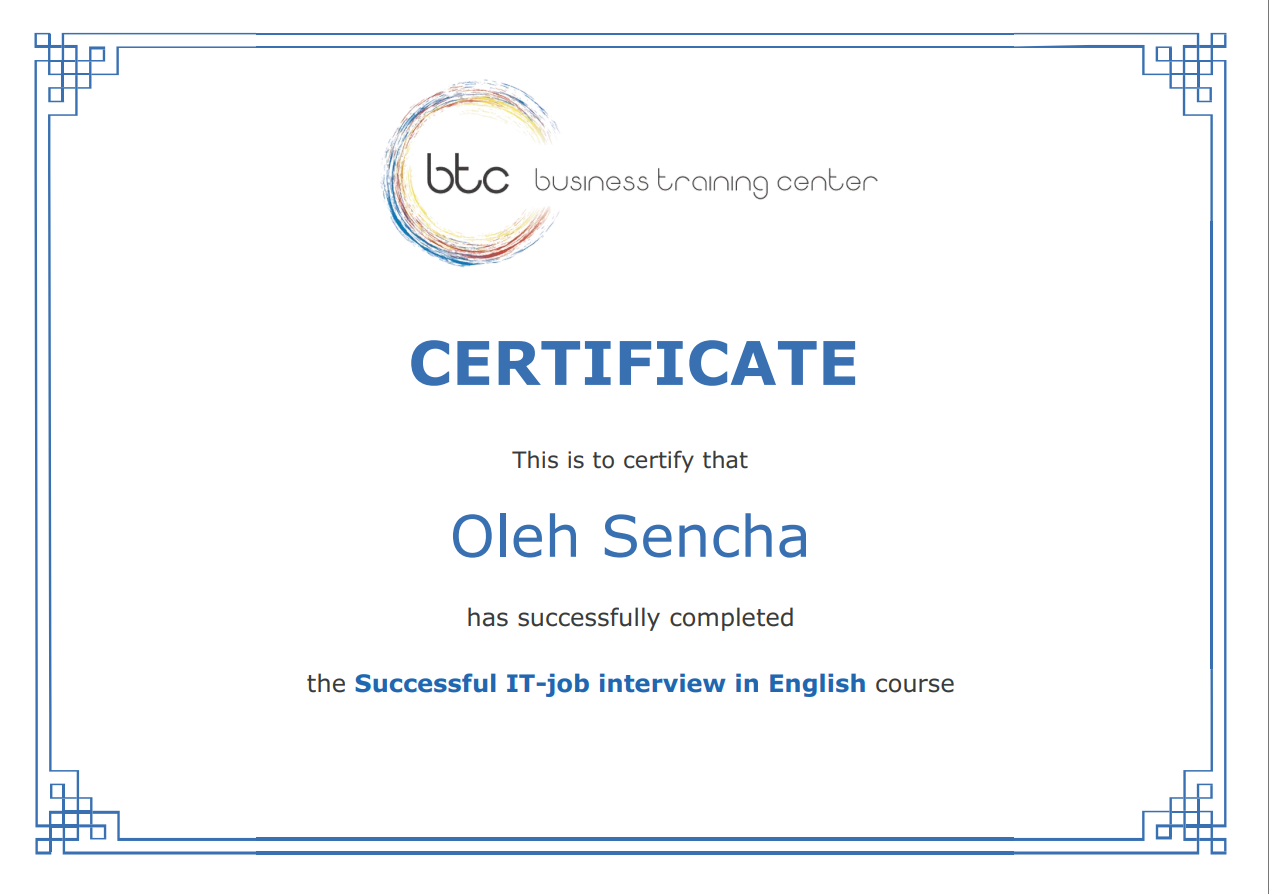 btc business training center
CERTIFICATE
This is to certify that
Oleh Sencha
has successfully completed
the Successful IT-job interview in English course